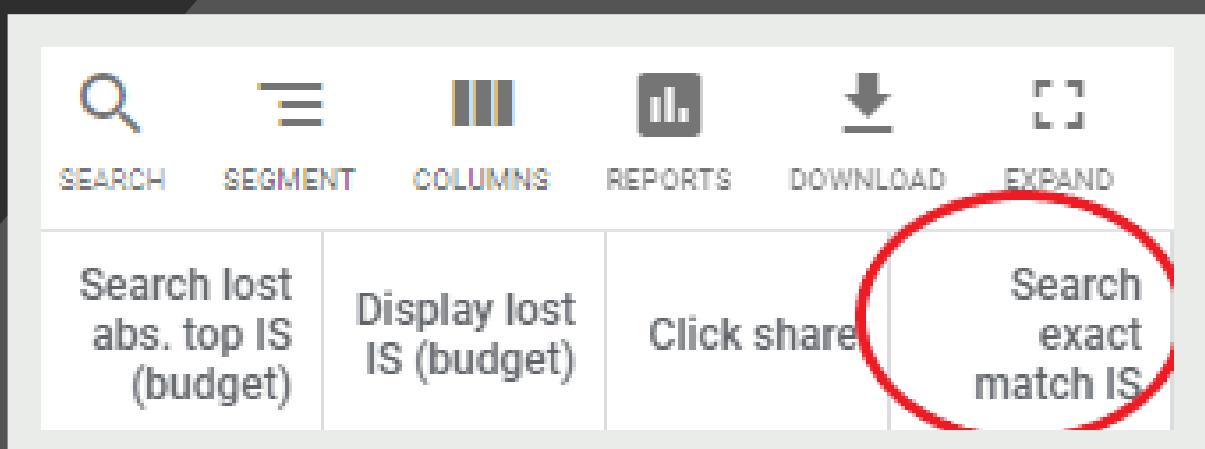 SEARCH SEGMENT COLUMNS REPORTS DOWNLOAD EXPAND
Search lost
abs. top IS
(budget)
Display lost
IS (budget)
Click share
Search
exact
match IS